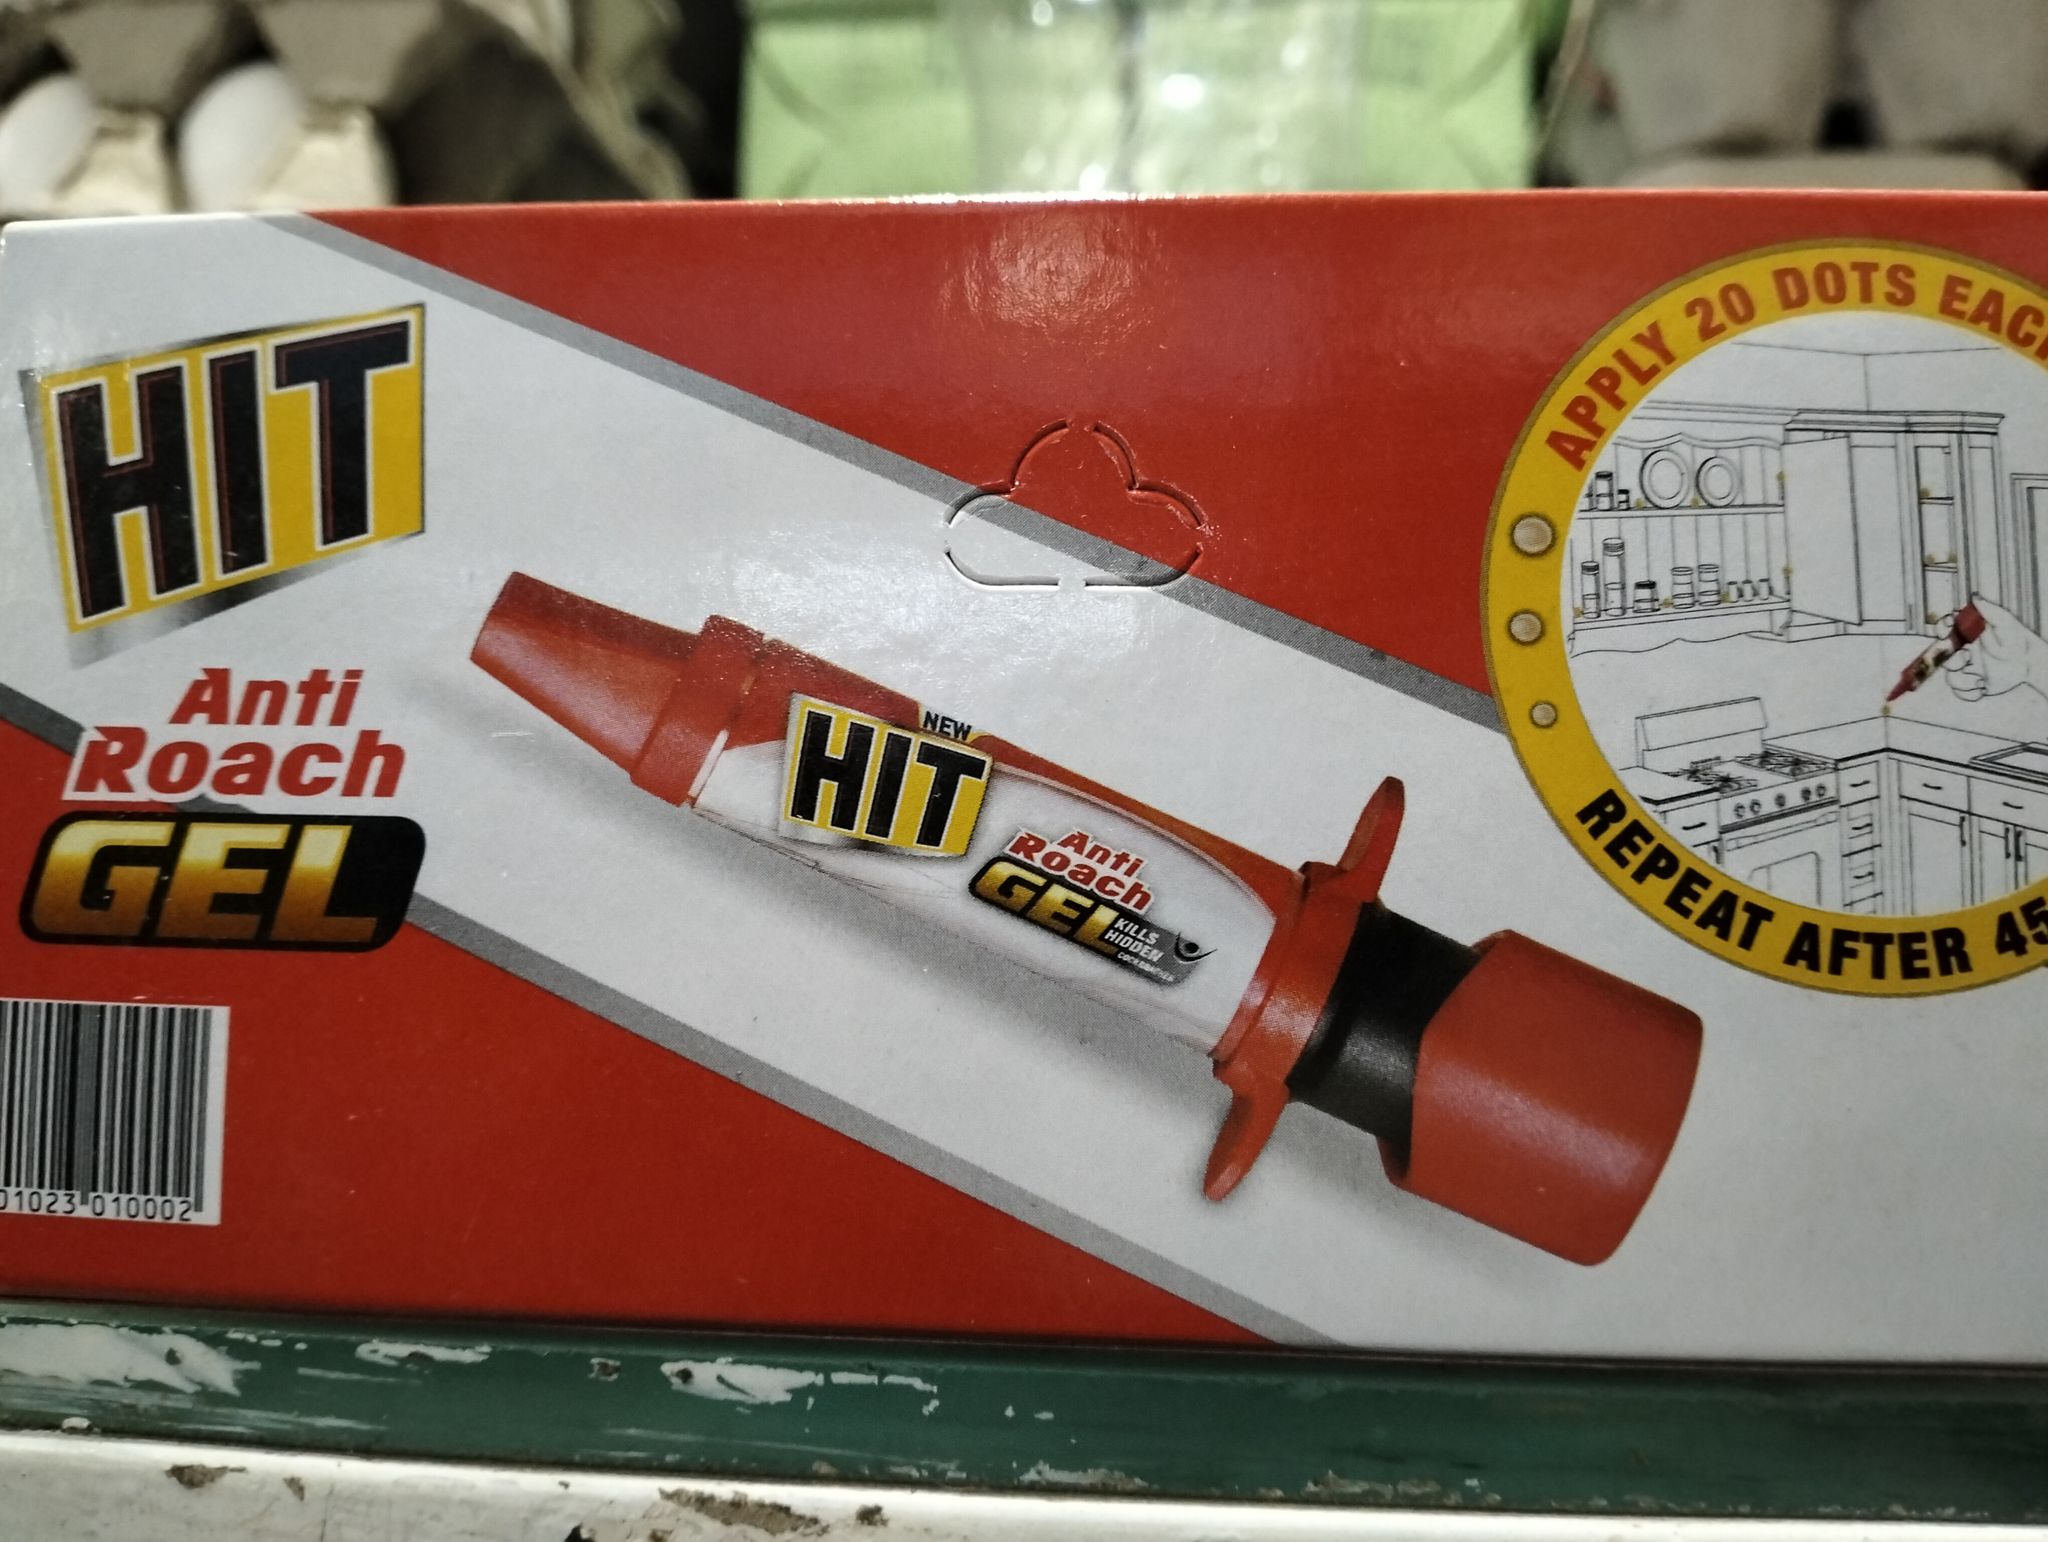 HIT
Anti
Roach
GEL
NEW
HIT
Anti
Roach
GEL
KILLS
HIDDEN
APPLY 20 DOTS EACH
REPEAT AFTER 45
01023 010002